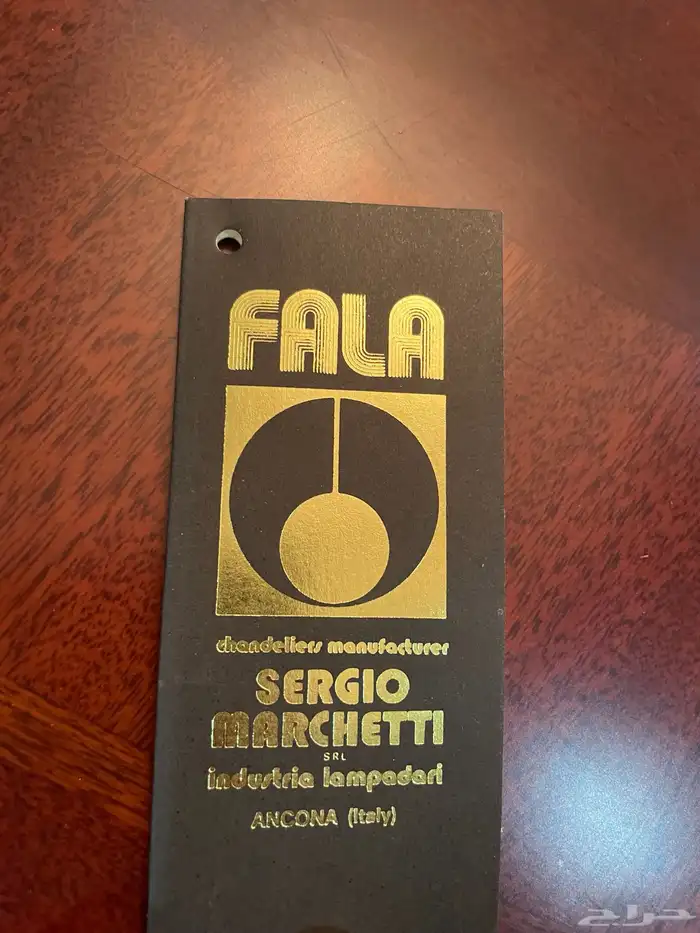 FALA
chandeliers manufacturer
SERGIO
MARCHETTI
SRL
industria lampadari
ANCONA (Italy)
حراج